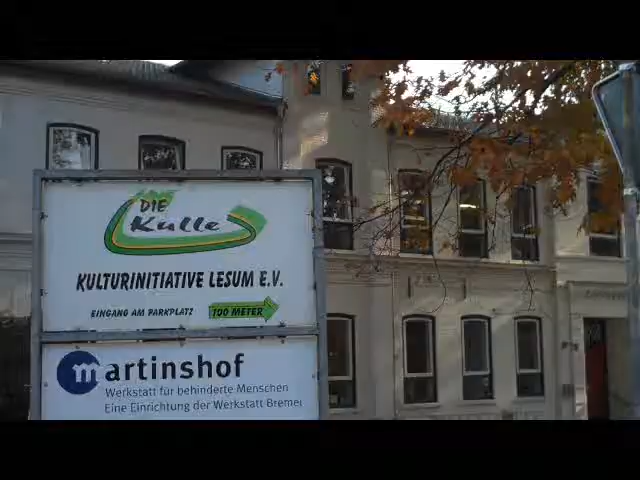 DIE
Kulle
KULTURINITIATIVE LESUM E.V.
EINGANG AM PARKPLATZ 100 METER
martinshof
Werkstatt für behinderte Menschen
Eine Einrichtung der Werkstatt Bremen